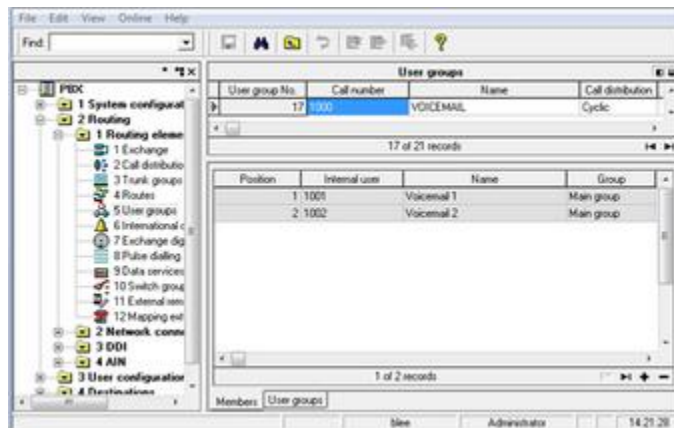 File Edit View Online Help
Find:
PBX
1 System configurat
2 Routing
1 Routing eleme
1 Exchange
2 Call distributio
3 Trunk groups
4 Routes
5 User groups
6 International c
7 Exchange dig
8 Pulse dialling
9 Data services
10 Switch group
11 External rem
12 Mapping ext
2 Network conne
3 DDI
4 AIN
3 User configuration
4 Destinations
User groups
User group No. Call number Name Call distribution
17 1000 VOICEMAIL Cyclic
17 of 21 records
Position Internal user Name Group
1 1001 Voicemail 1 Main group
2 1002 Voicemail 2 Main group
1 of 2 records
Members User groups
blee Administrator 14:21:28